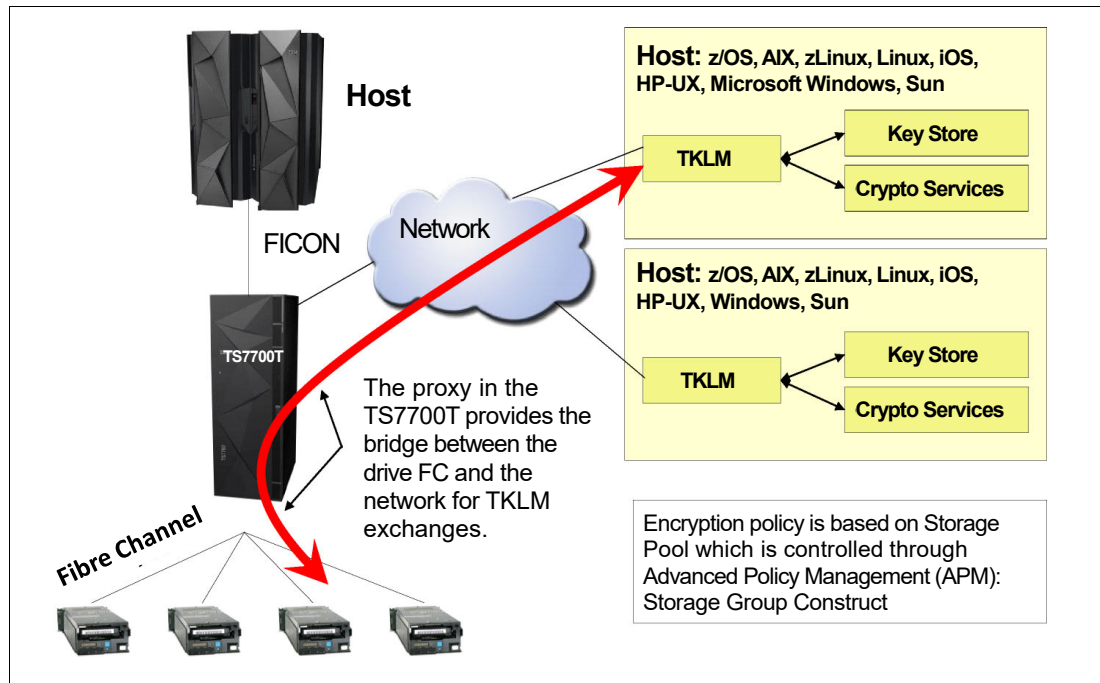 Host
FICON
TS7700T
Fibre Channel
Network
The proxy in the
TS7700T provides the
bridge between the
drive FC and the
network for TKLM
exchanges.
Host: z/OS, AIX, zLinux, Linux, iOS,
HP-UX, Microsoft Windows, Sun
TKLM
Key Store
Crypto Services
Host: z/OS, AIX, zLinux, Linux, iOS,
HP-UX, Windows, Sun
TKLM
Key Store
Crypto Services
Encryption policy is based on Storage
Pool which is controlled through
Advanced Policy Management (APM):
Storage Group Construct